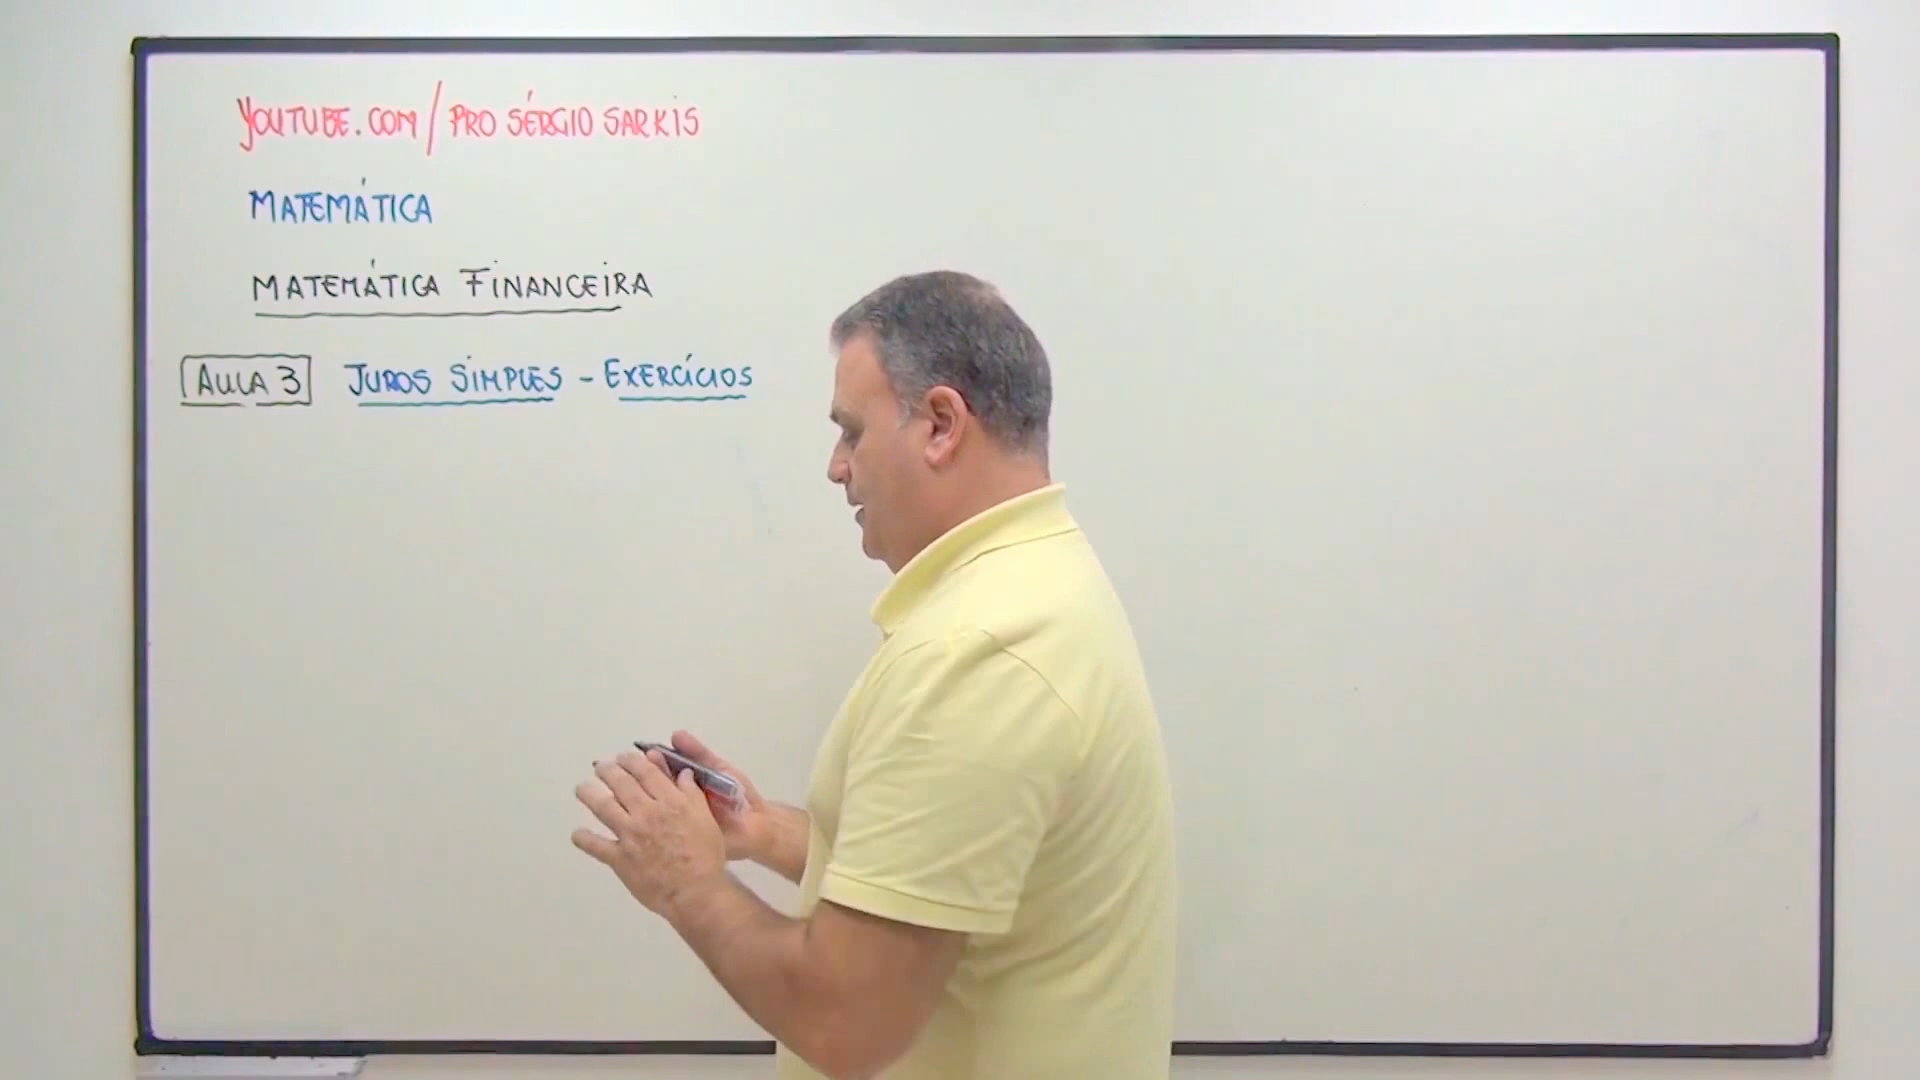 YOUTUBE.COM/PRO SÉRGIO SARKIS
MATEMÁTICA
MATEMÁTICA FINANCEIRA
AULA 3 JUROS SIMPLES - EXERCÍCIOS